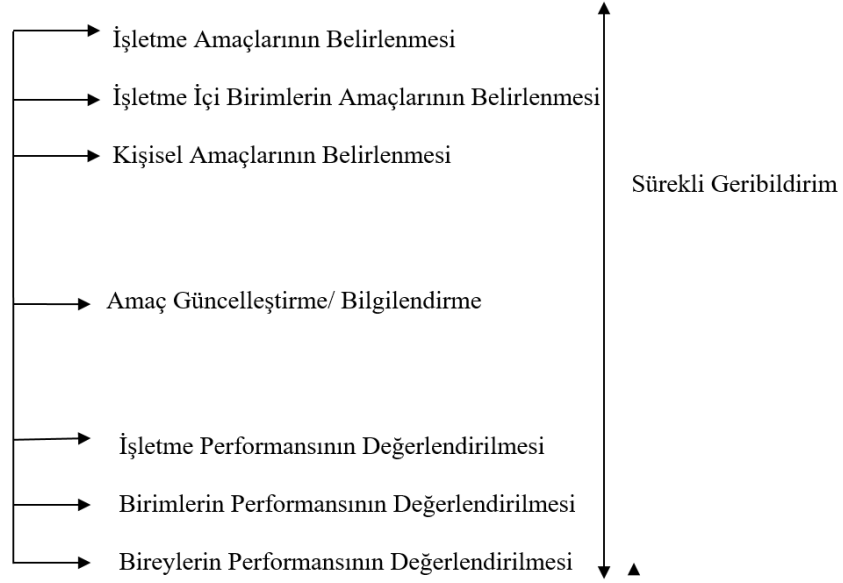 İşletme Amaçlarının Belirlenmesi
İşletme İçi Birimlerin Amaçlarının Belirlenmesi
Kişisel Amaçlarının Belirlenmesi
Sürekli Geribildirim
Amaç Güncelleştirme/ Bilgilendirme
İşletme Performansının Değerlendirilmesi
Birimlerin Performansının Değerlendirilmesi
Bireylerin Performansının Değerlendirilmesi